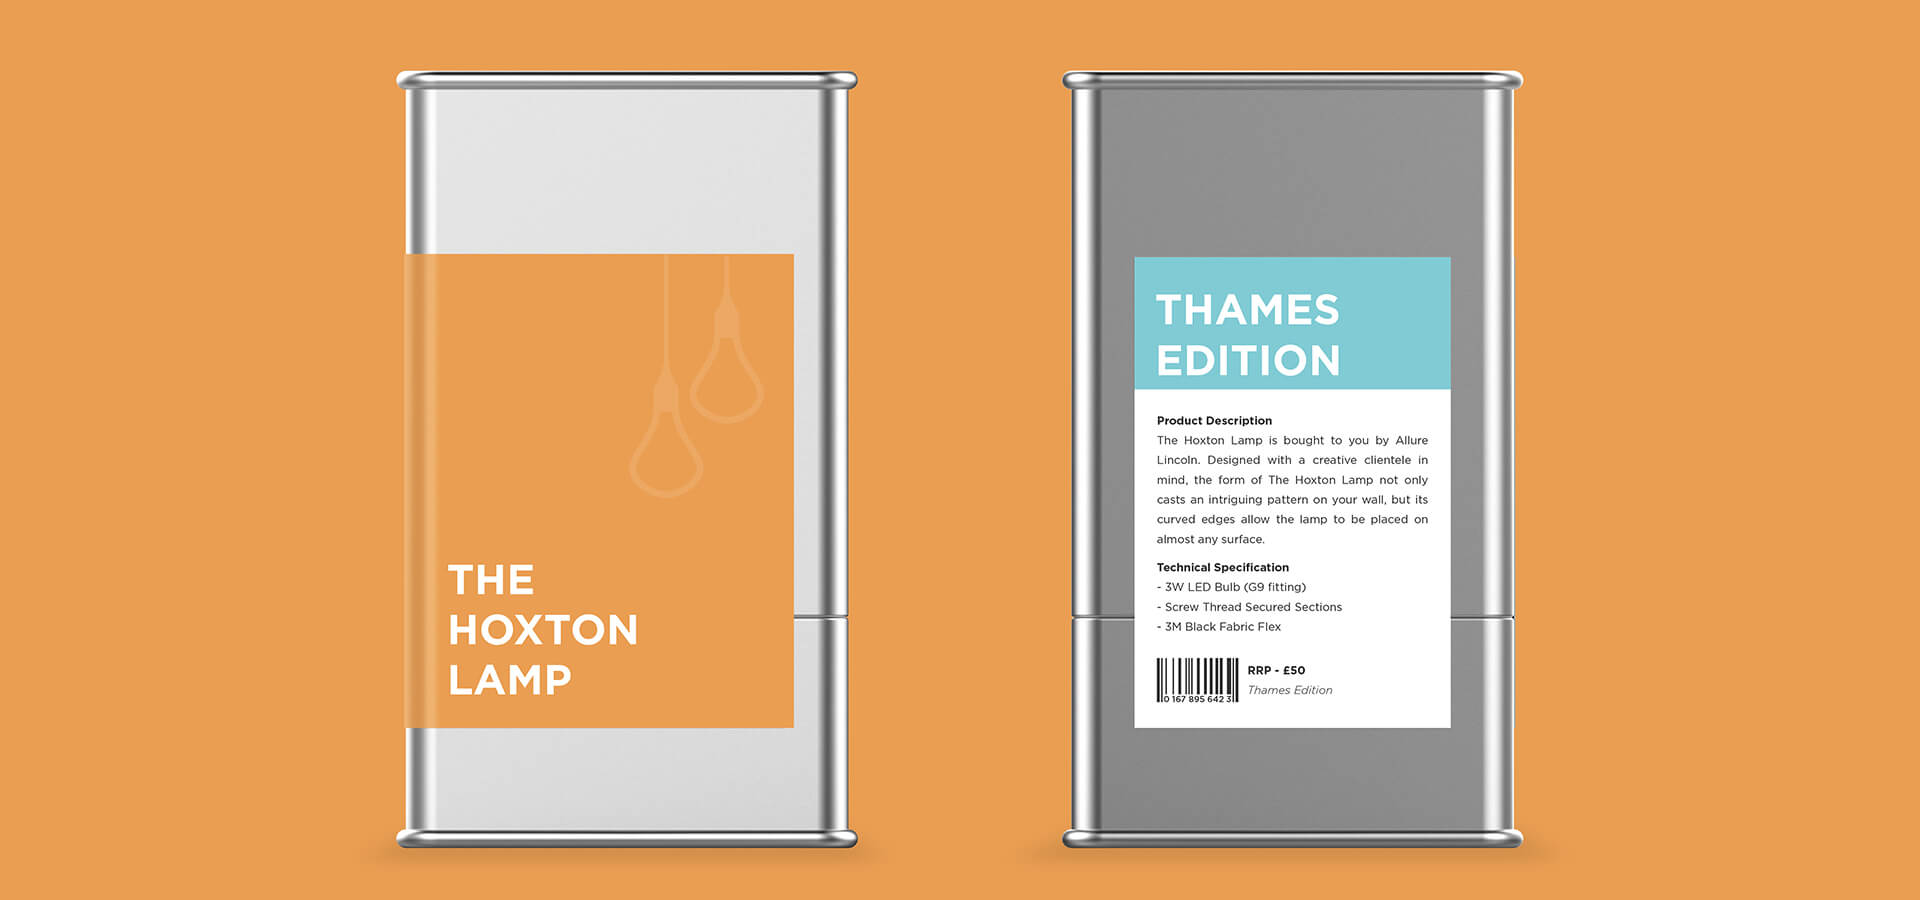 THE
HOXTON
LAMP
THAMES
EDITION
Product Description
The Hoxton Lamp is bought to you by Allure
Lincoln. Designed with a creative clientele in
mind, the form of The Hoxton Lamp not only
casts an intriguing pattern on your wall, but its
curved edges allow the lamp to be placed on
almost any surface.
Technical Specification
- 3W LED Bulb (G9 fitting)
- Screw Thread Secured Sections
- 3M Black Fabric Flex
RRP - £50
Thames Edition
0 167 895 642 3